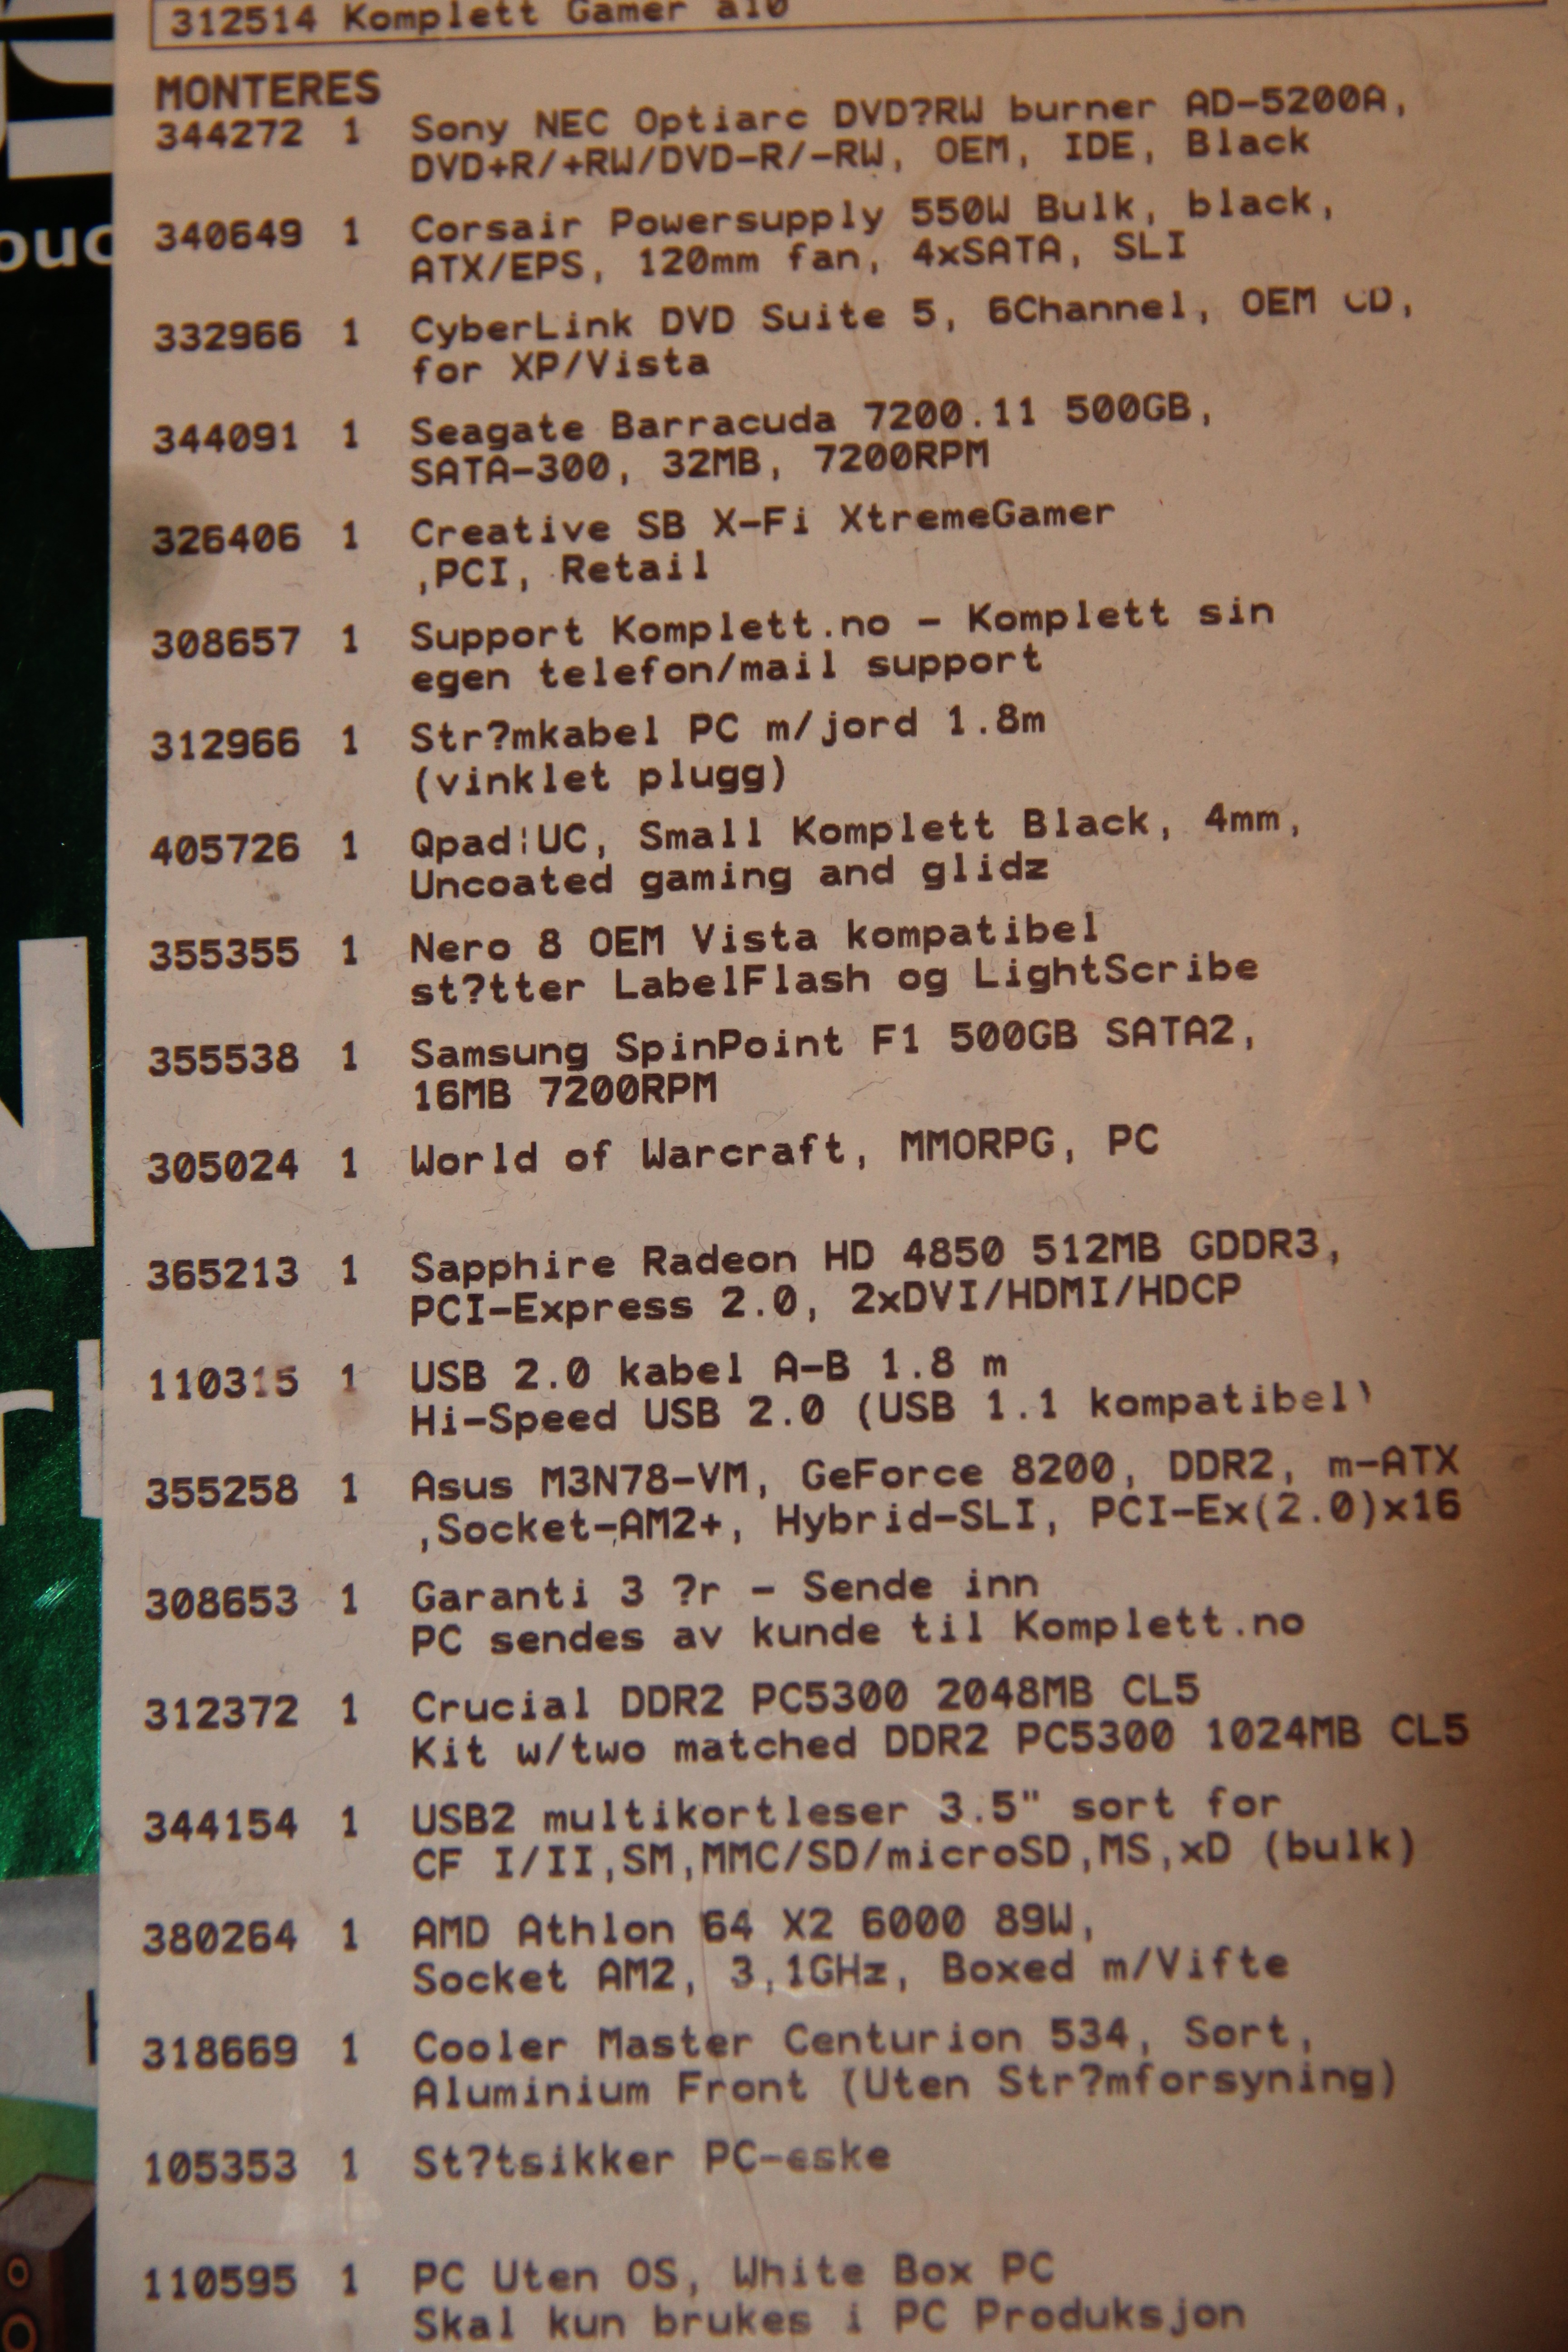 312514 Komplett Gamer a10
MONTERES
344272 1 Sony NEC Optiarc DVD?RW burner AD-5200A,
DVD+R/+RW/DVD-R/-RW, OEM, IDE, Black
340649 1 Corsair Powersupply 550W Bulk, black,
ATX/EPS, 120mm fan, 4xSATA, SLI
332966 1 CyberLink DVD Suite 5, 6Channel, OEM CD,
for XP/Vista
344091 1 Seagate Barracuda 7200.11 500GB,
SATA-300, 32MB, 7200RPM
326406 1 Creative SB X-Fi XtremeGamer
,PCI, Retail
308657 1 Support Komplett.no - Komplett sin
egen telefon/mail support
312966 1 Str?mkabel PC m/jord 1.8m
(vinklet plugg)
405726 1 Qpad¦UC, Small Komplett Black, 4mm,
Uncoated gaming and glidz
355355 1 Nero 8 OEM Vista kompatibel
st?tter LabelFlash og LightScribe
355538 1 Samsung SpinPoint F1 500GB SATA2,
16MB 7200RPM
305024 1 World of Warcraft, MMORPG, PC
365213 1 Sapphire Radeon HD 4850 512MB GDDR3,
PCI-Express 2.0, 2xDVI/HDMI/HDCP
110315 1 USB 2.0 kabel A-B 1.8 m
Hi-Speed USB 2.0 (USB 1.1 kompatibel)
355258 1 Asus M3N78-VM, GeForce 8200, DDR2, m-ATX
,Socket-AM2+, Hybrid-SLI, PCI-Ex(2.0)x16
308653 1 Garanti 3 ?r - Sende inn
PC sendes av kunde til Komplett.no
312372 1 Crucial DDR2 PC5300 2048MB CL5
Kit w/two matched DDR2 PC5300 1024MB CL5
344154 1 USB2 multikortleser 3.5" sort for
CF I/II,SM,MMC/SD/microSD,MS,xD (bulk)
380264 1 AMD Athlon 64 X2 6000 89W,
Socket AM2, 3,1GHz, Boxed m/Vifte
318669 1 Cooler Master Centurion 534, Sort,
Aluminium Front (Uten Str?mforsyning)
105353 1 St?tsikker PC-eske
110595 1 PC Uten OS, White Box PC
Skal kun brukes i PC Produksjon